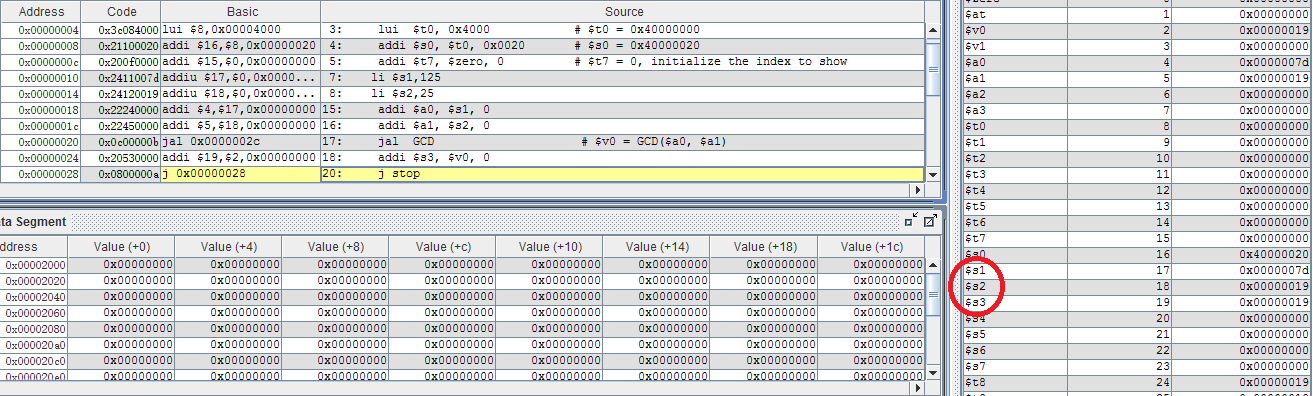 Address Code Basic Source
0x00000004 0x3c084000 lui $8,0x00004000 3: lui $t0, 0x4000 # $t0 = 0x40000000
0x00000008 0x21100020 addi $16,$8,0x00000020 4: addi $s0, $t0, 0x0020 # $s0 = 0x40000020
0x0000000c 0x200f0000 addi $15,$0,0x00000000 5: addi $t7, $zero, 0 # $t7 = 0, initialize the index to show
0x00000010 0x2411007d addiu $17,$0,0x0000... 7: li $s1,125
0x00000014 0x24120019 addiu $18,$0,0x0000... 8: li $s2,25
0x00000018 0x22240000 addi $4,$17,0x00000000 15: addi $a0, $s1, 0
0x0000001c 0x22450000 addi $5,$18,0x00000000 16: addi $a1, $s2, 0
0x00000020 0x0c00000b jal 0x0000002c 17: jal GCD # $v0 = GCD($a0, $a1)
0x00000024 0x20530000 addi $19,$2,0x00000000 18: addi $s3, $v0, 0
0x00000028 0x0800000a j 0x00000028 20: j stop
ta Segment
ddress Value (+0) Value (+4) Value (+8) Value (+c) Value (+10) Value (+14) Value (+18) Value (+1c)
0x00002000 0x00000000 0x00000000 0x00000000 0x00000000 0x00000000 0x00000000 0x00000000 0x00000000
0x00002020 0x00000000 0x00000000 0x00000000 0x00000000 0x00000000 0x00000000 0x00000000 0x00000000
0x00002040 0x00000000 0x00000000 0x00000000 0x00000000 0x00000000 0x00000000 0x00000000 0x00000000
0x00002060 0x00000000 0x00000000 0x00000000 0x00000000 0x00000000 0x00000000 0x00000000 0x00000000
0x00002080 0x00000000 0x00000000 0x00000000 0x00000000 0x00000000 0x00000000 0x00000000 0x00000000
0x000020a0 0x00000000 0x00000000 0x00000000 0x00000000 0x00000000 0x00000000 0x00000000 0x00000000
0x000020c0 0x00000000 0x00000000 0x00000000 0x00000000 0x00000000 0x00000000 0x00000000 0x00000000
0x000020e0 0x00000000 0x00000000 0x00000000 0x00000000 0x00000000 0x00000000 0x00000000 0x00000000
$at 1 0x00000000
$v0 2 0x00000019
$v1 3 0x00000000
$a0 4 0x0000007d
$a1 5 0x00000019
$a2 6 0x00000000
$a3 7 0x00000000
$t0 8 0x00000000
$t1 9 0x00000000
$t2 10 0x00000000
$t3 11 0x00000000
$t4 12 0x00000000
$t5 13 0x00000000
$t6 14 0x00000000
$t7 15 0x00000000
$s0 16 0x40000020
$s1 17 0x0000007d
$s2 18 0x00000019
$s3 19 0x00000019
$s4 20 0x00000000
$s5 21 0x00000000
$s6 22 0x00000000
$s7 23 0x00000000
$t8 24 0x00000019